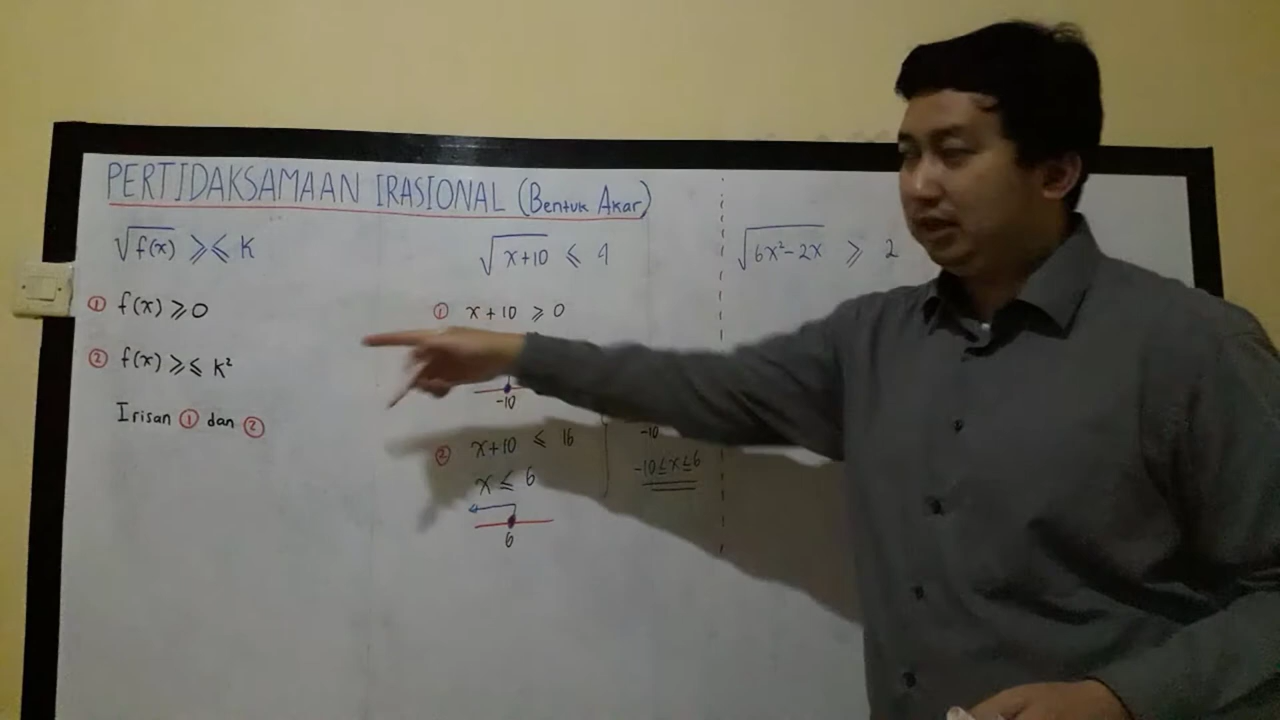 PERTIDAKSAMAAN IRASIONAL (Bentuk Akar)
√f(x) ⩾⩽ K
① f(x) ⩾ 0
② f(x) ⩾⩽ K²
Irisan ① dan ②
√x+10 ⩽ 4
① x + 10 ⩾ 0
-10
② x+10 ⩽ 16
x ⩽ 6
6
-10
-10 ≤ x ≤ 6
√6x²-2x ⩾ 2